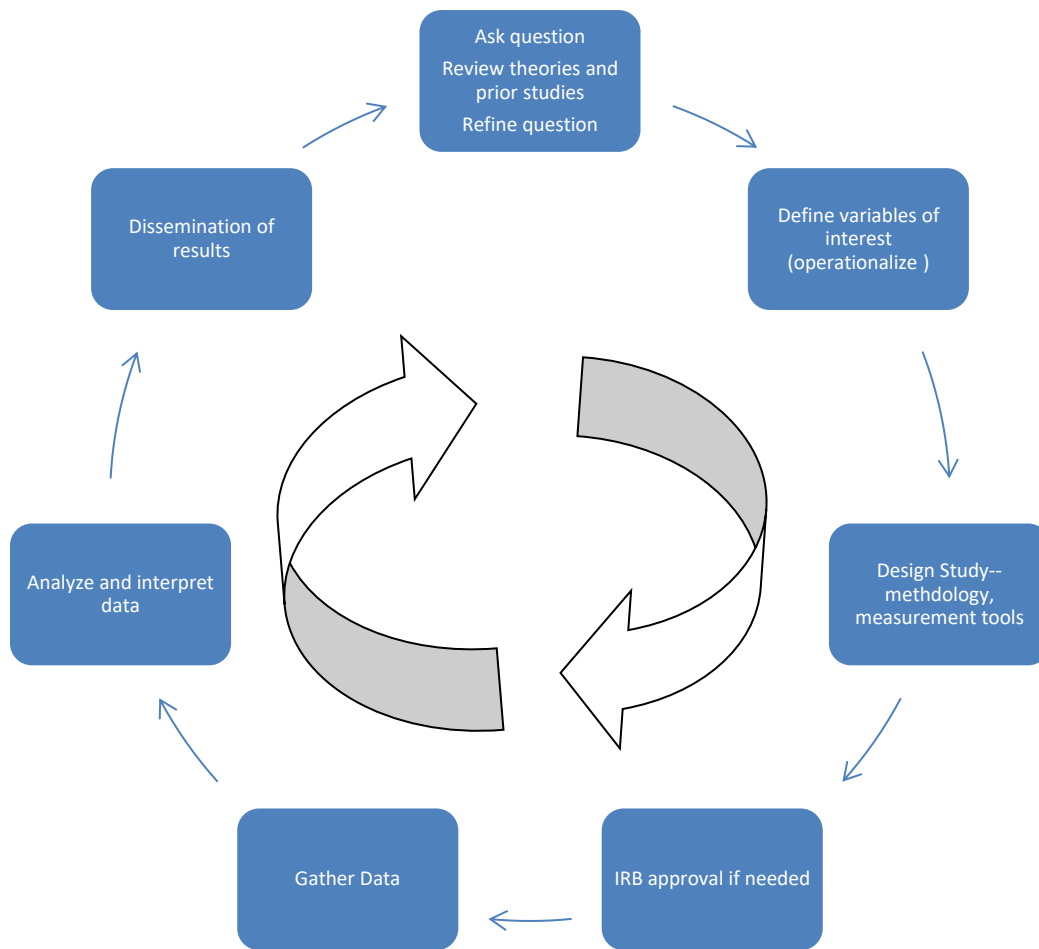 Ask question
Review theories and
prior studies
Refine question
Define variables of
interest
(operationalize )
Design Study--
methdology,
measurement tools
IRB approval if needed
Gather Data
Analyze and interpret
data
Dissemination of
results